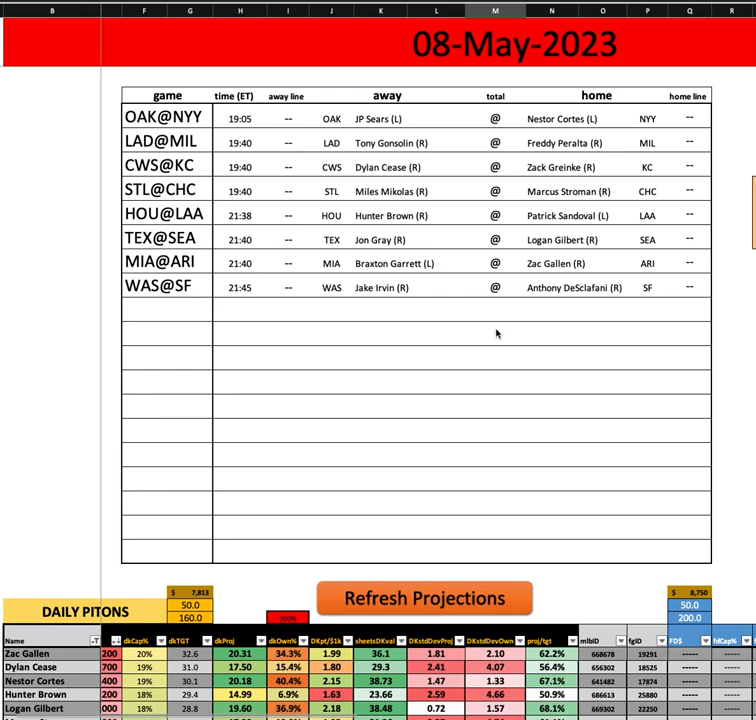 B F G H I J K L M N O P Q R
08-May-2023
game time (ET) away line away total home home line
OAK@NYY 19:05 -- OAK JP Sears (L) @ Nestor Cortes (L) NYY --
LAD@MIL 19:40 -- LAD Tony Gonsolin (R) @ Freddy Peralta (R) MIL --
CWS@KC 19:40 -- CWS Dylan Cease (R) @ Zack Greinke (R) KC --
STL@CHC 19:40 -- STL Miles Mikolas (R) @ Marcus Stroman (R) CHC --
HOU@LAA 21:38 -- HOU Hunter Brown (R) @ Patrick Sandoval (L) LAA --
TEX@SEA 21:40 -- TEX Jon Gray (R) @ Logan Gilbert (R) SEA --
MIA@ARI 21:40 -- MIA Braxton Garrett (L) @ Zac Gallen (R) ARI --
WAS@SF 21:45 -- WAS Jake Irvin (R) @ Anthony DeSclafani (R) SF --
$ 7,813 $ 8,750
DAILY PITONS 50.0 Refresh Projections 50.0
160.0 200% 200.0
Name dkCap% dkTGT dkProj dkOwn% DKpt/$1k sheetsDKval DKstdDevProj DKstdDevOwn proj/tgt mlbID fgID FD$ fdCap% fdTGT
Zac Gallen 200 20% 32.6 20.31 34.3% 1.99 36.1 1.81 2.10 62.2% 668678 19291 ----- -----
Dylan Cease 700 19% 31.0 17.50 15.4% 1.80 29.3 2.41 4.07 56.4% 656302 18525 ----- -----
Nestor Cortes 400 19% 30.1 20.18 40.4% 2.15 38.73 1.47 1.33 67.1% 641482 17874 ----- -----
Hunter Brown 200 18% 29.4 14.99 6.9% 1.63 23.66 2.59 4.66 50.9% 686613 25880 ----- -----
Logan Gilbert 000 18% 28.8 19.60 36.9% 2.18 38.48 0.72 1.57 68.1% 669302 22250 ----- -----